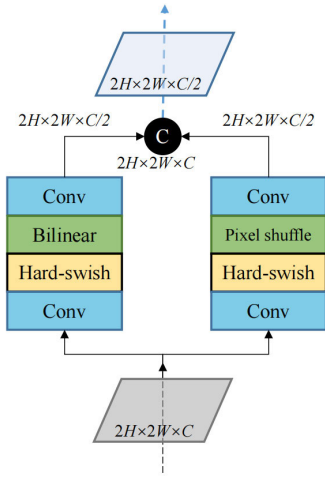 2H×2W×C/2
2H×2W×C/2
2H×2W×C/2
C
2H×2W×C
Conv
Conv
Bilinear
Pixel shuffle
Hard-swish
Hard-swish
Conv
Conv
2H×2W×C